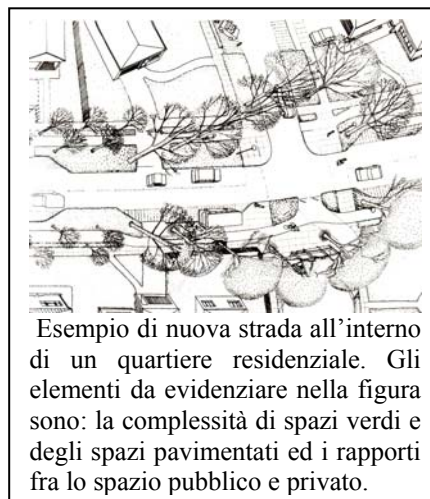 Esempio di nuova strada all'interno
di un quartiere residenziale. Gli
elementi da evidenziare nella figura
sono: la complessità di spazi verdi e
degli spazi pavimentati ed i rapporti
fra lo spazio pubblico e privato.